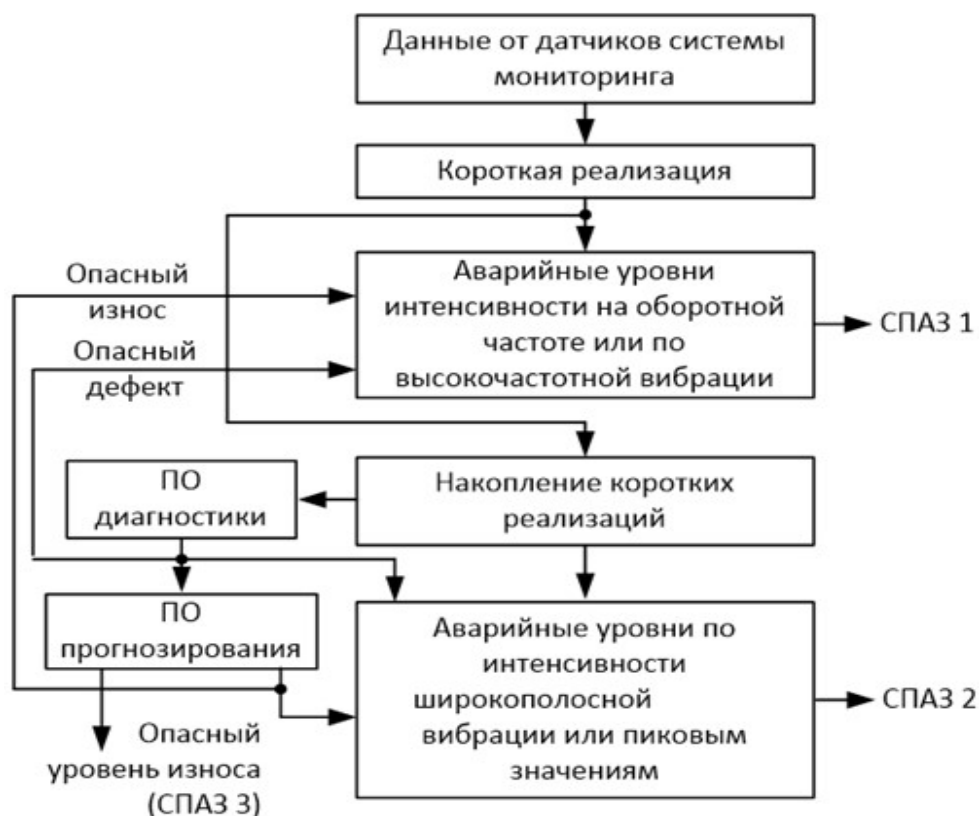 Данные от датчиков системы
мониторинга
Короткая реализация
Опасный
износ
Опасный
дефект
Аварийные уровни
интенсивности на оборотной
частоте или по
высокочастотной вибрации
СПАЗ 1
ПО
диагностики
Накопление коротких
реализаций
ПО
прогнозирования
Аварийные уровни по
интенсивности
широкополосной
вибрации или пиковым
значениям
СПАЗ 2
Опасный
уровень износа
(СПАЗ 3)